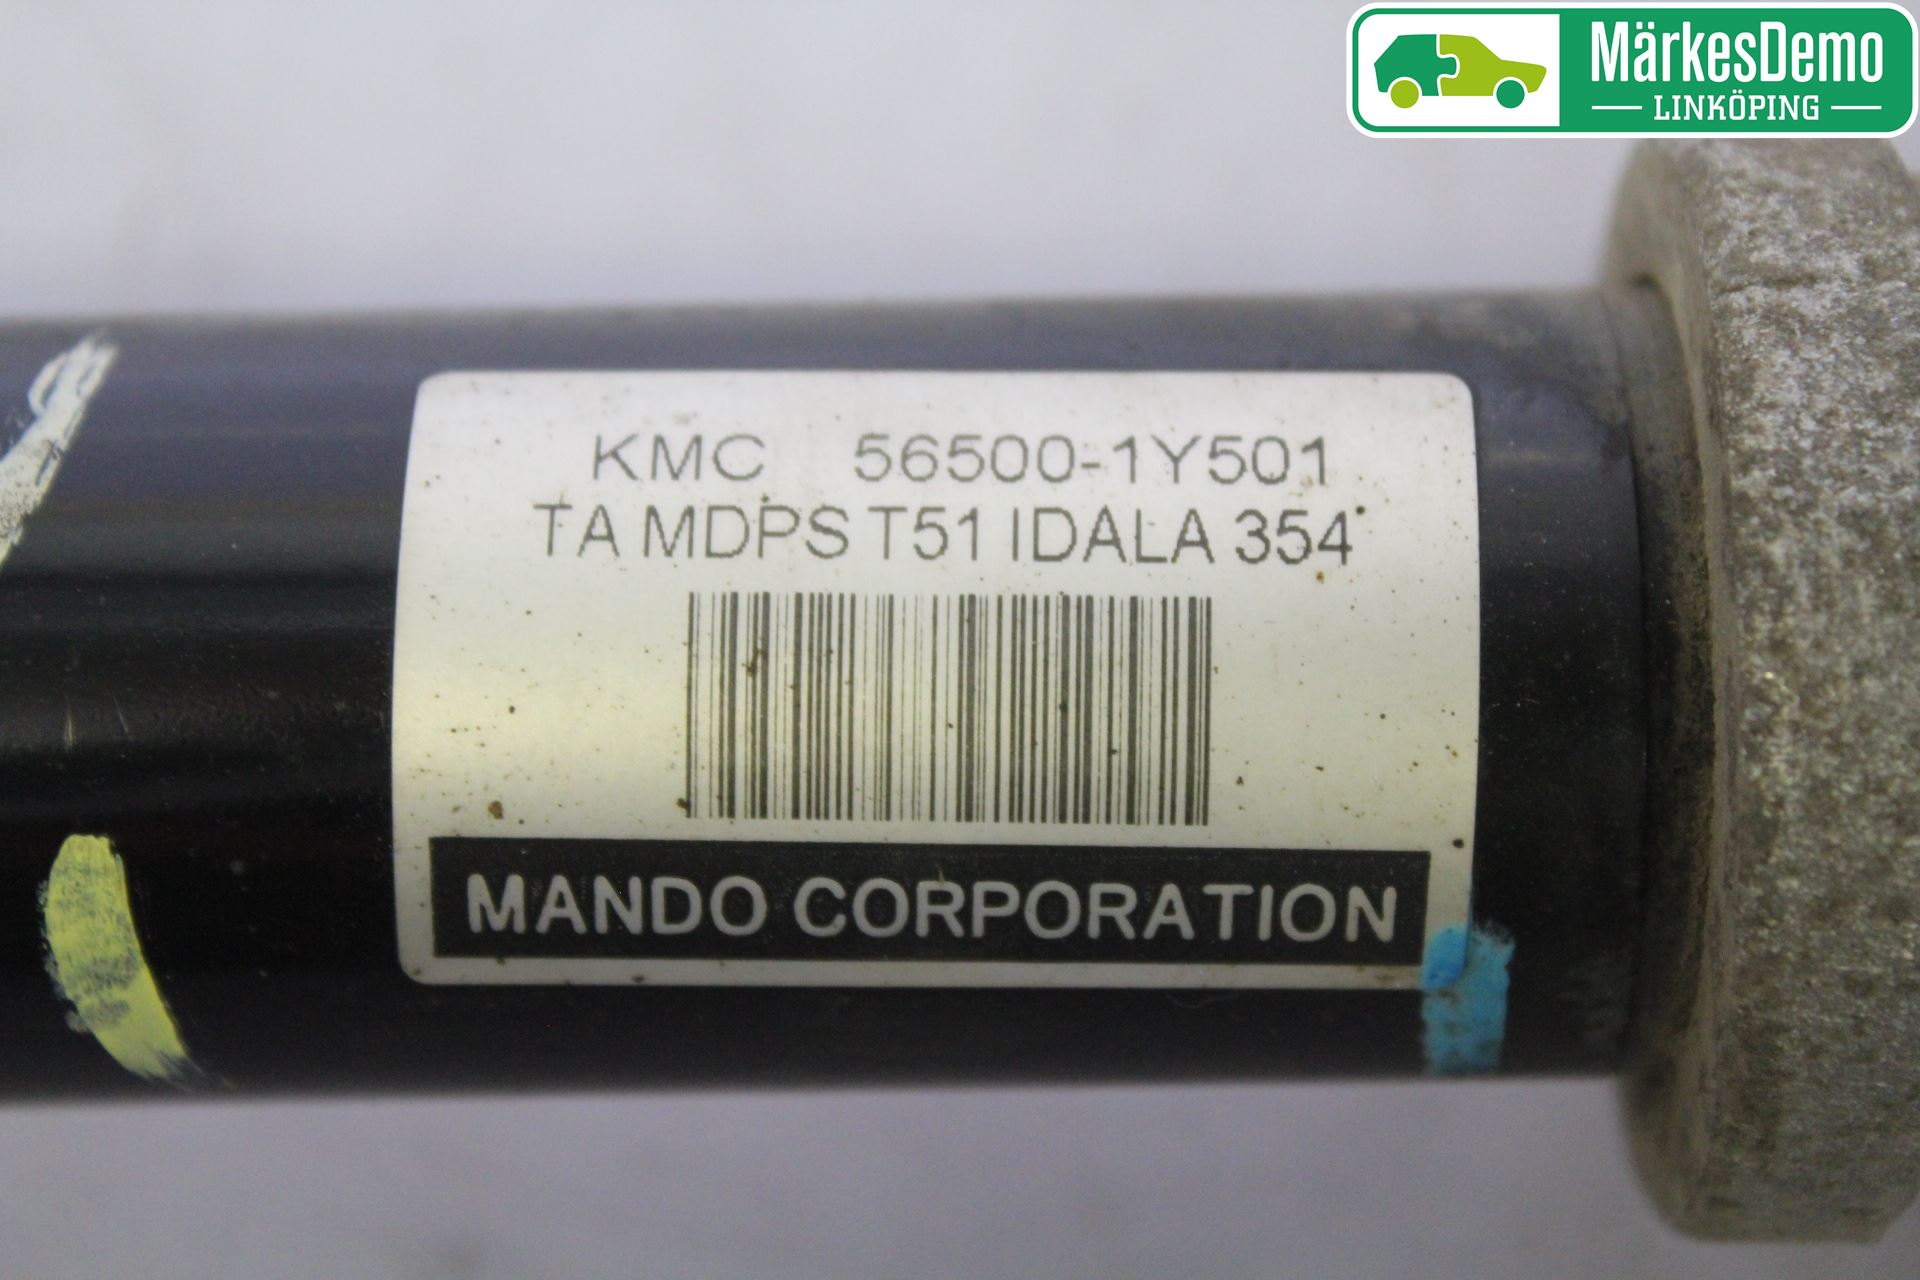 MärkesDemo
LINKÖPING
KMC 56500-1Y501
TA MDPS T51 IDALA 354
MANDO CORPORATION